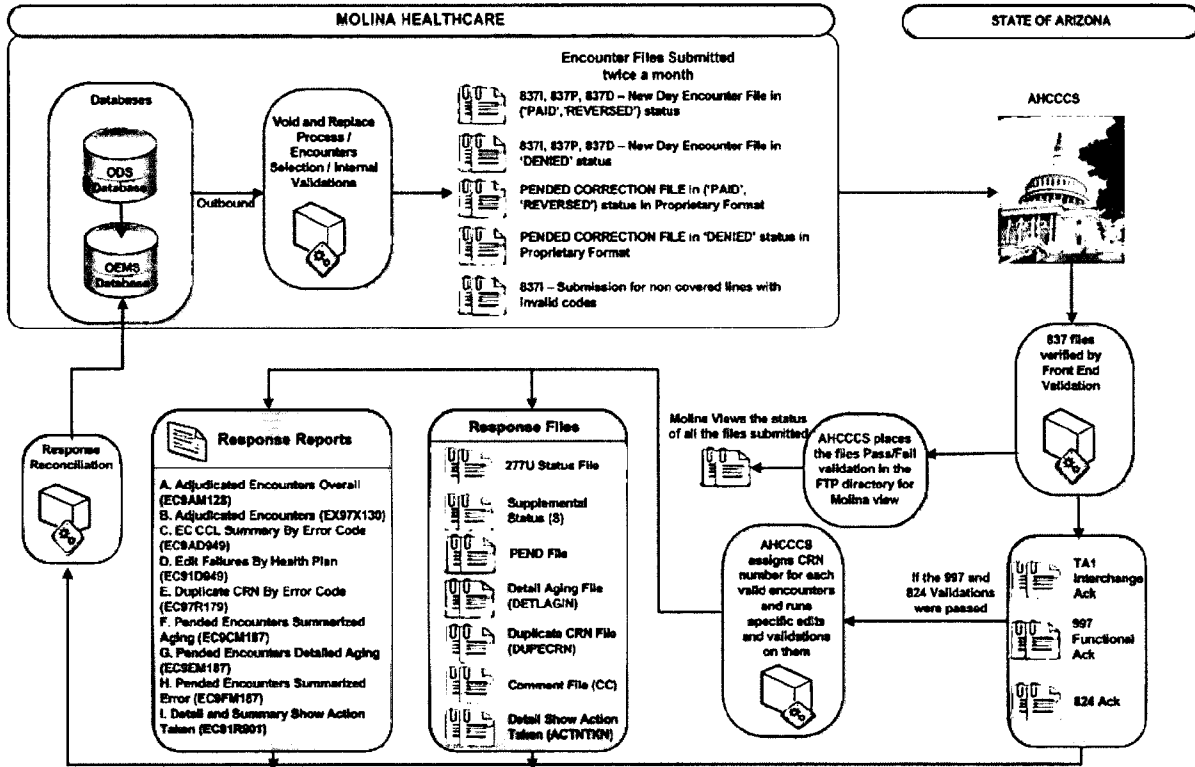 MOLINA HEALTHCARE
STATE OF ARIZONA
Databases
ODS
Database
OEMS
Database
Outbound
Void and Replace
Process /
Encounters
Selection / Internal
Validations
Encounter Files Submitted
twice a month
837I, 837P, 837D – New Day Encounter File in
('PAID','REVERSED') status
837I, 837P, 837D – New Day Encounter File in
'DENIED' status
PENDED CORRECTION FILE in ('PAID',
'REVERSED') status in Proprietary Format
PENDED CORRECTION FILE in 'DENIED' status in
Proprietary Format
837I – Submission for non covered lines with
invalid codes
AHCCCS
837 files
verified by
Front End
Validation
AHCCCS places
the files Pass/Fail
validation in the
FTP directory for
Molina view
Molina Views the status
of all the files submitted
TA1
Interchange
Ack
997
Functional
Ack
824 Ack
If the 997 and
824 Validations
were passed
AHCCCS
assigns CRN
number for each
valid encounters
and runs
specific edits
and validations
on them
Response Files
277U Status File
Supplemental
Status (S)
PEND File
Detail Aging File
(DETLAGIN)
Duplicate CRN File
(DUPECRN)
Comment File (CC)
Detail Show Action
Taken (ACTNTKN)
Response Reports
A. Adjudicated Encounters Overall
(EC9AM128)
B. Adjudicated Encounters (EX97X130)
C. EC CCL Summary By Error Code
(EC9AD949)
D. Edit Failures By Health Plan
(EC91D949)
E. Duplicate CRN By Error Code
(EC97R179)
F. Pended Encounters Summarized
Aging (EC9CM187)
G. Pended Encounters Detailed Aging
(EC9EM187)
H. Pended Encounters Summarized
Error (EC9FM187)
I. Detail and Summary Show Action
Taken (EC91R901)
Response
Reconciliation